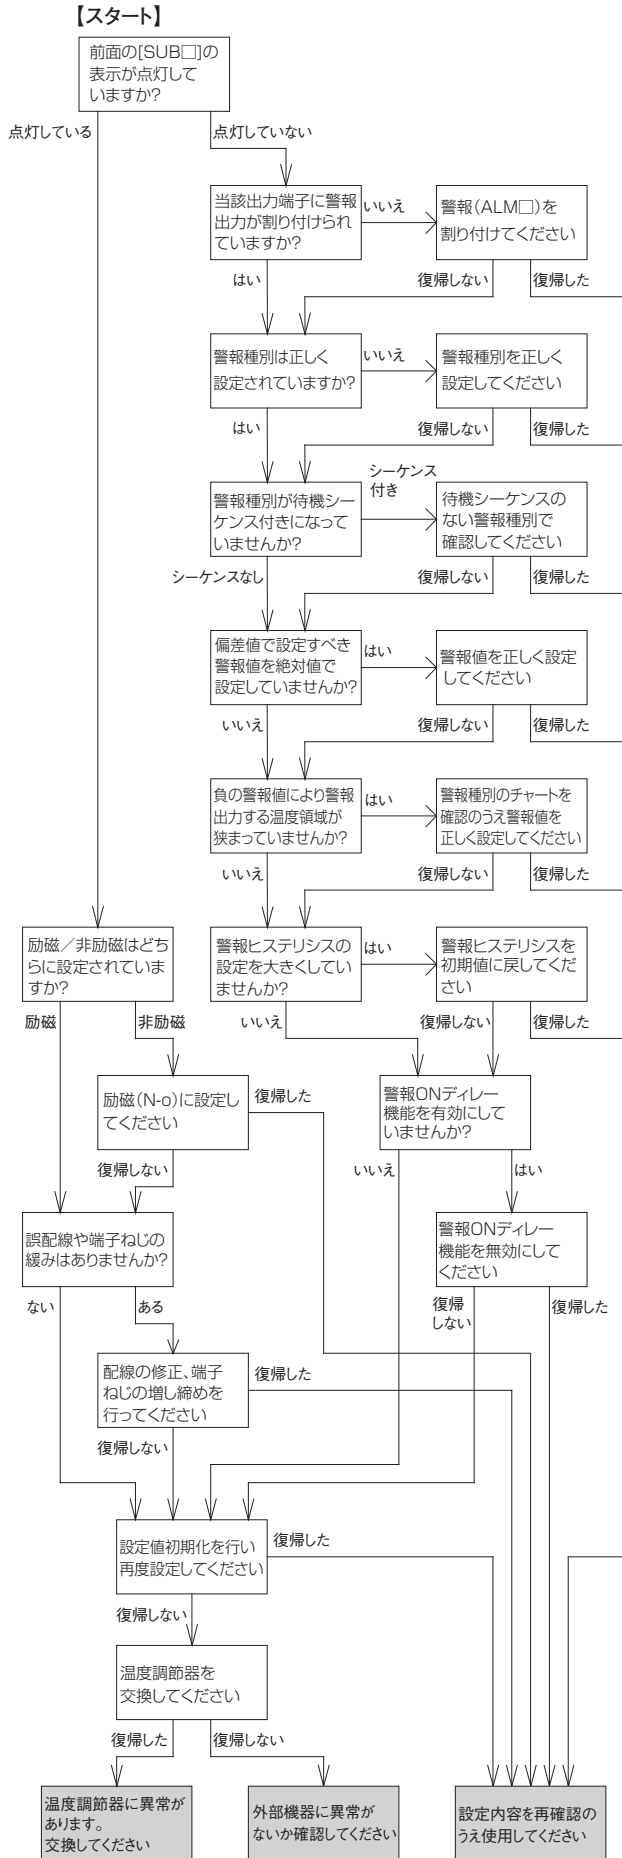 【スタート】
前面の[SUB□]の
表示が点灯して
いますか?
点灯している
点灯していない
当該出力端子に警報
出力が割り付けられ
ていますか?
いいえ
警報(ALM□)を
割り付けてください
はい
復帰しない
復帰した
警報種別は正しく
設定されていますか?
いいえ
警報種別を正しく
設定してください
はい
復帰しない
復帰した
警報種別が待機シー
ケンス付きになって
いませんか?
シーケンス
付き
待機シーケンスの
ない警報種別で
確認してください
シーケンスなし
復帰しない
復帰した
偏差値で設定すべき
警報値を絶対値で
設定していませんか?
はい
警報値を正しく設定
してください
いいえ
復帰しない
復帰した
負の警報値により警報
出力する温度領域が
狭まっていませんか?
はい
警報種別のチャートを
確認のうえ警報値を
正しく設定してください
いいえ
復帰しない
復帰した
励磁/非励磁はどち
らに設定されていま
すか?
警報ヒステリシスの
設定を大きくしてい
ませんか?
はい
警報ヒステリシスを
初期値に戻してくだ
さい
励磁
非励磁
いいえ
復帰しない
復帰した
励磁(N-o)に設定し
てください
復帰した
警報ONディレー
機能を有効にして
いませんか?
復帰しない
いいえ
はい
誤配線や端子ねじの
緩みはありませんか?
警報ONディレー
機能を無効にして
ください
ない
ある
復帰
しない
復帰した
配線の修正、端子
ねじの増し締めを
行ってください
復帰した
復帰しない
設定値初期化を行い
再度設定してください
復帰した
復帰しない
温度調節器を
交換してください
復帰した
復帰しない
温度調節器に異常が
あります。
交換してください
外部機器に異常が
ないか確認してください
設定内容を再確認の
うえ使用してください